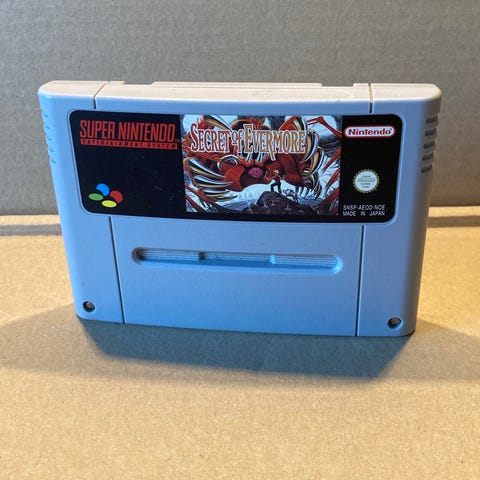 SUPER NINTENDO
ENTERTAINMENT SYSTEM
SECRET OF EVERMORE
Nintendo
SNSP-AEOD-NOE
MADE IN JAPAN